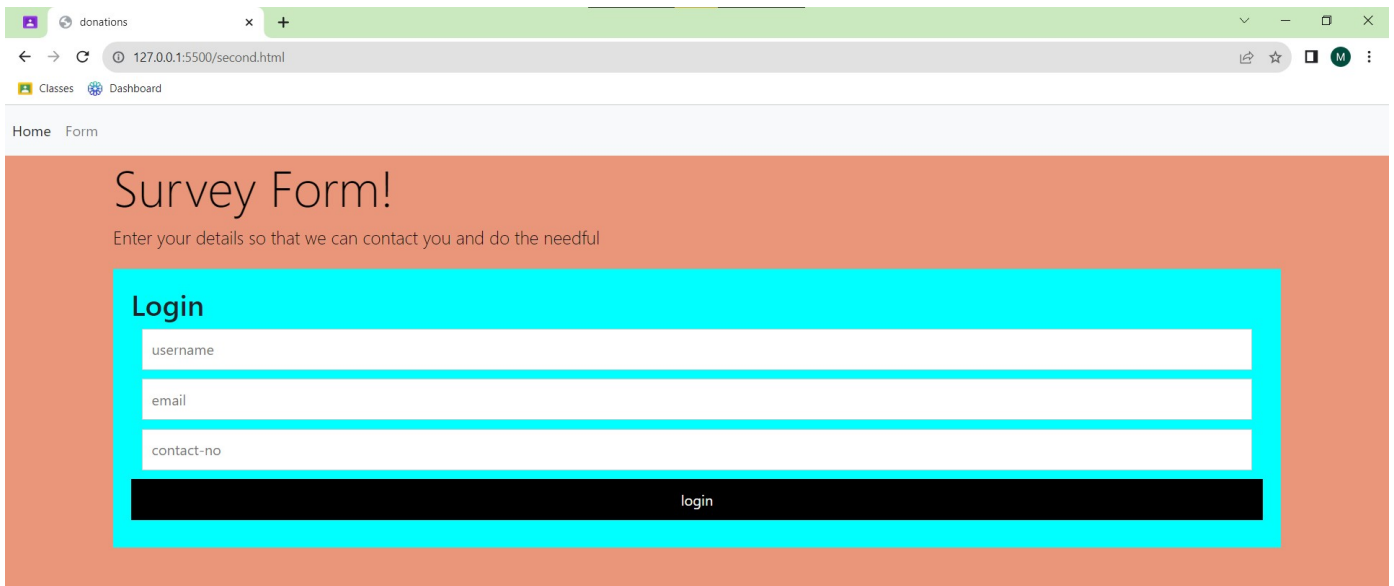 donations
127.0.0.1:5500/second.html
M
Classes Dashboard
Home Form
Survey Form!
Enter your details so that we can contact you and do the needful
Login
username
email
contact-no
login